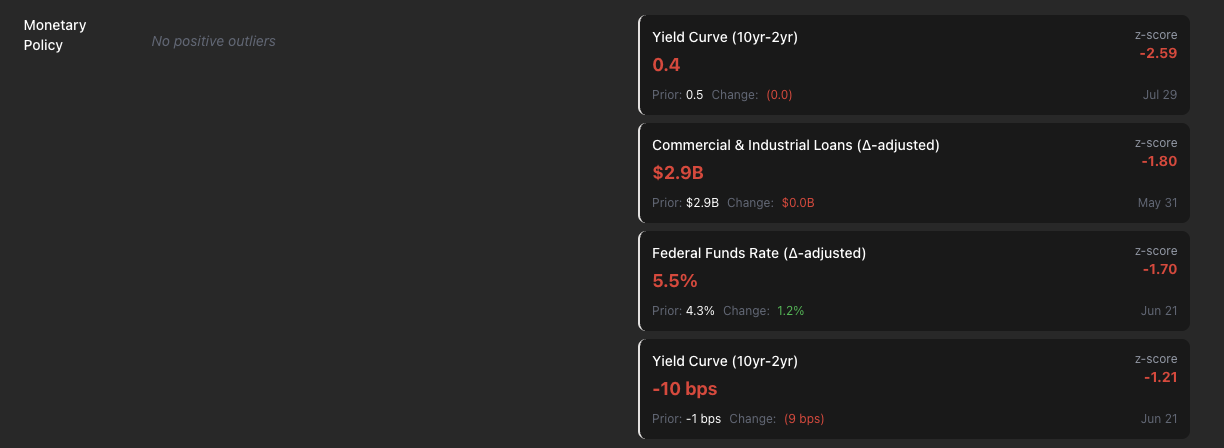 Monetary
Policy
No positive outliers
Yield Curve (10yr-2yr)
z-score
0.4
-2.59
Prior: 0.5 Change: (0.0)
Jul 29
Commercial & Industrial Loans (Δ-adjusted)
z-score
$2.9B
-1.80
Prior: $2.9B Change: $0.0B
May 31
Federal Funds Rate (Δ-adjusted)
z-score
5.5%
-1.70
Prior: 4.3% Change: 1.2%
Jun 21
Yield Curve (10yr-2yr)
z-score
-10 bps
-1.21
Prior: -1 bps Change: (9 bps)
Jun 21